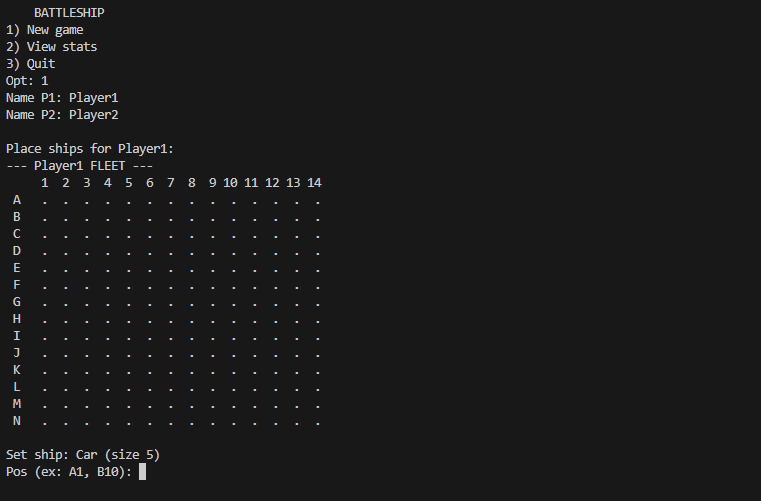 BATTLESHIP
1) New game
2) View stats
3) Quit
Opt: 1
Name P1: Player1
Name P2: Player2
Place ships for Player1:
--- Player1 FLEET ---
1 2 3 4 5 6 7 8 9 10 11 12 13 14
A . . . . . . . . . . . . . .
B . . . . . . . . . . . . . .
C . . . . . . . . . . . . . .
D . . . . . . . . . . . . . .
E . . . . . . . . . . . . . .
F . . . . . . . . . . . . . .
G . . . . . . . . . . . . . .
H . . . . . . . . . . . . . .
I . . . . . . . . . . . . . .
J . . . . . . . . . . . . . .
K . . . . . . . . . . . . . .
L . . . . . . . . . . . . . .
M . . . . . . . . . . . . . .
N . . . . . . . . . . . . . .
Set ship: Car (size 5)
Pos (ex: A1, B10):